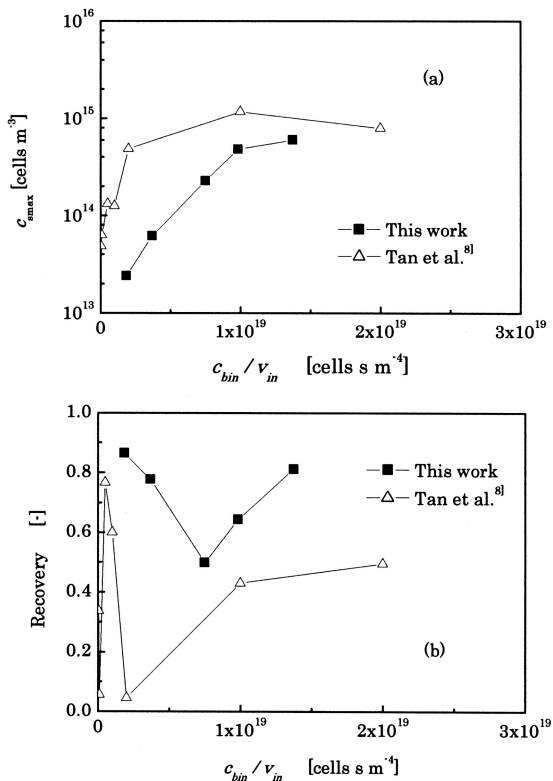 10^16
10^15
10^14
10^13
c_smax [cells m^-3]
(a)
This work
Tan et al.^8]
0
1x10^19
2x10^19
3x10^19
c_bin / v_in [cells s m^-4]
1.0
0.8
0.6
0.4
0.2
0.0
Recovery [-]
This work
Tan et al.^8]
(b)
0
1x10^19
2x10^19
3x10^19
c_bin / v_in [cells s m^-4]